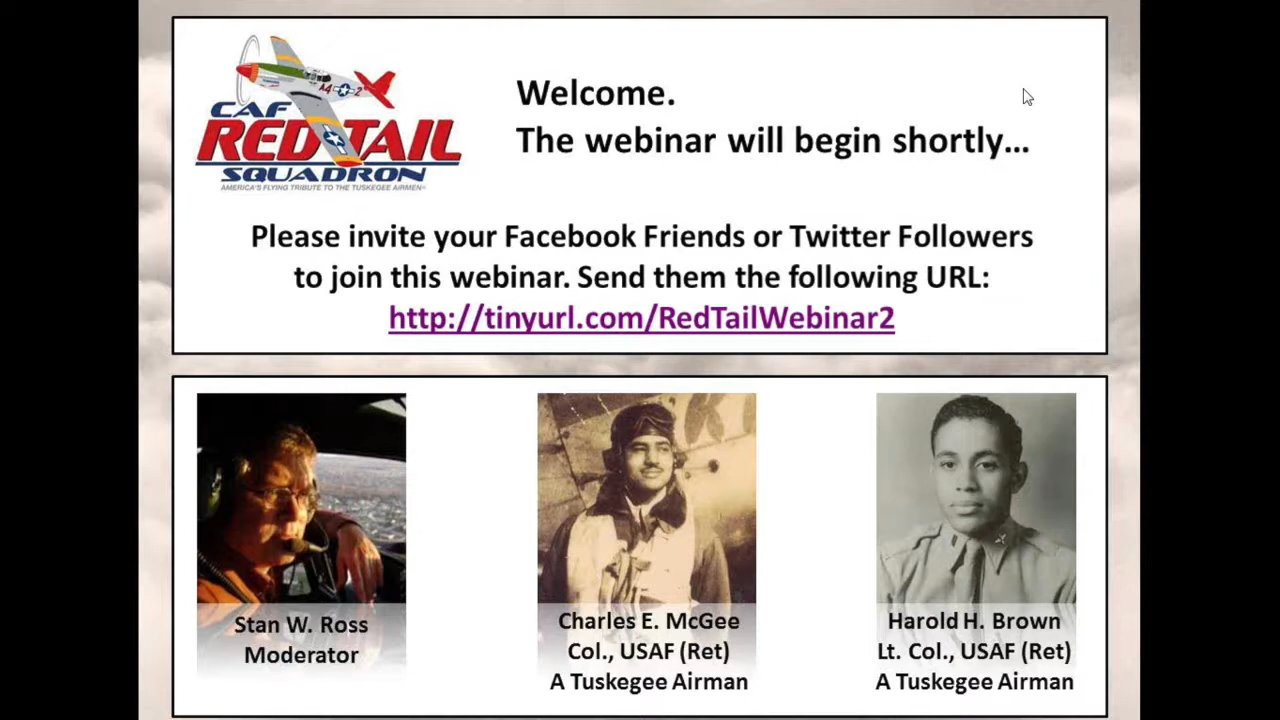 CAF
RED TAIL
SQUADRON
AMERICA'S FLYING TRIBUTE TO THE TUSKEGEE AIRMEN
A4 2
Welcome.
The webinar will begin shortly...
Please invite your Facebook Friends or Twitter Followers
to join this webinar. Send them the following URL:
http://tinyurl.com/RedTailWebinar2
Stan W. Ross
Moderator
Charles E. McGee
Col., USAF (Ret)
A Tuskegee Airman
Harold H. Brown
Lt. Col., USAF (Ret)
A Tuskegee Airman